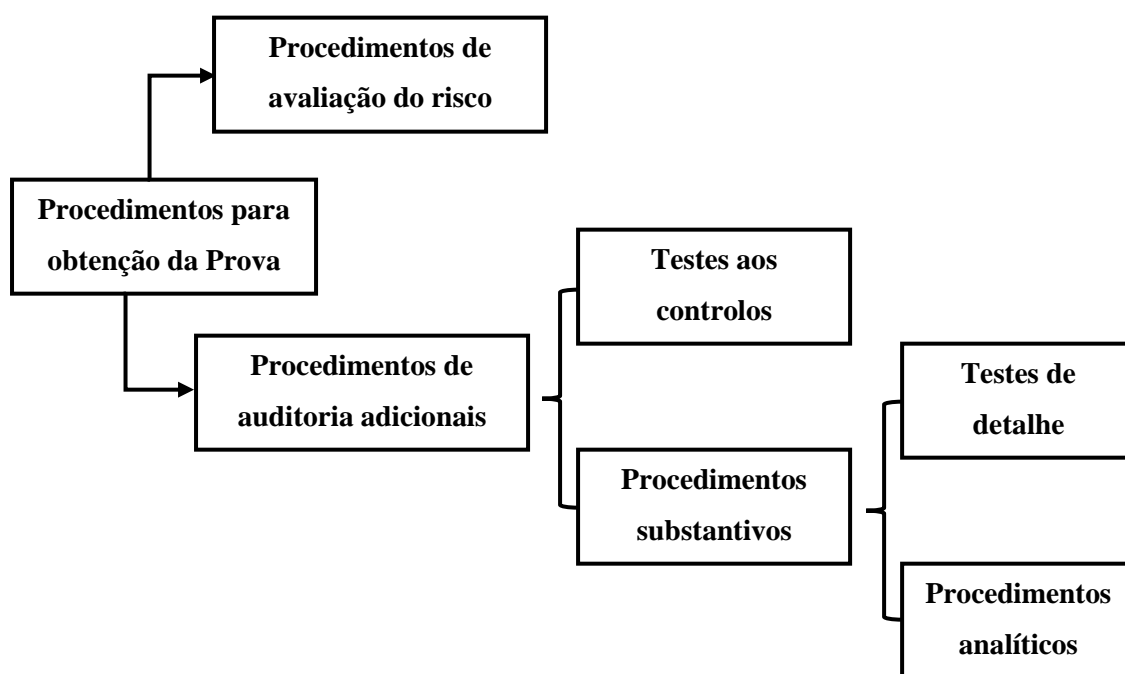 Procedimentos de
avaliação do risco
Procedimentos para
obtenção da Prova
Testes aos
controlos
Procedimentos de
auditoria adicionais
Testes de
detalhe
Procedimentos
substantivos
Procedimentos
analíticos